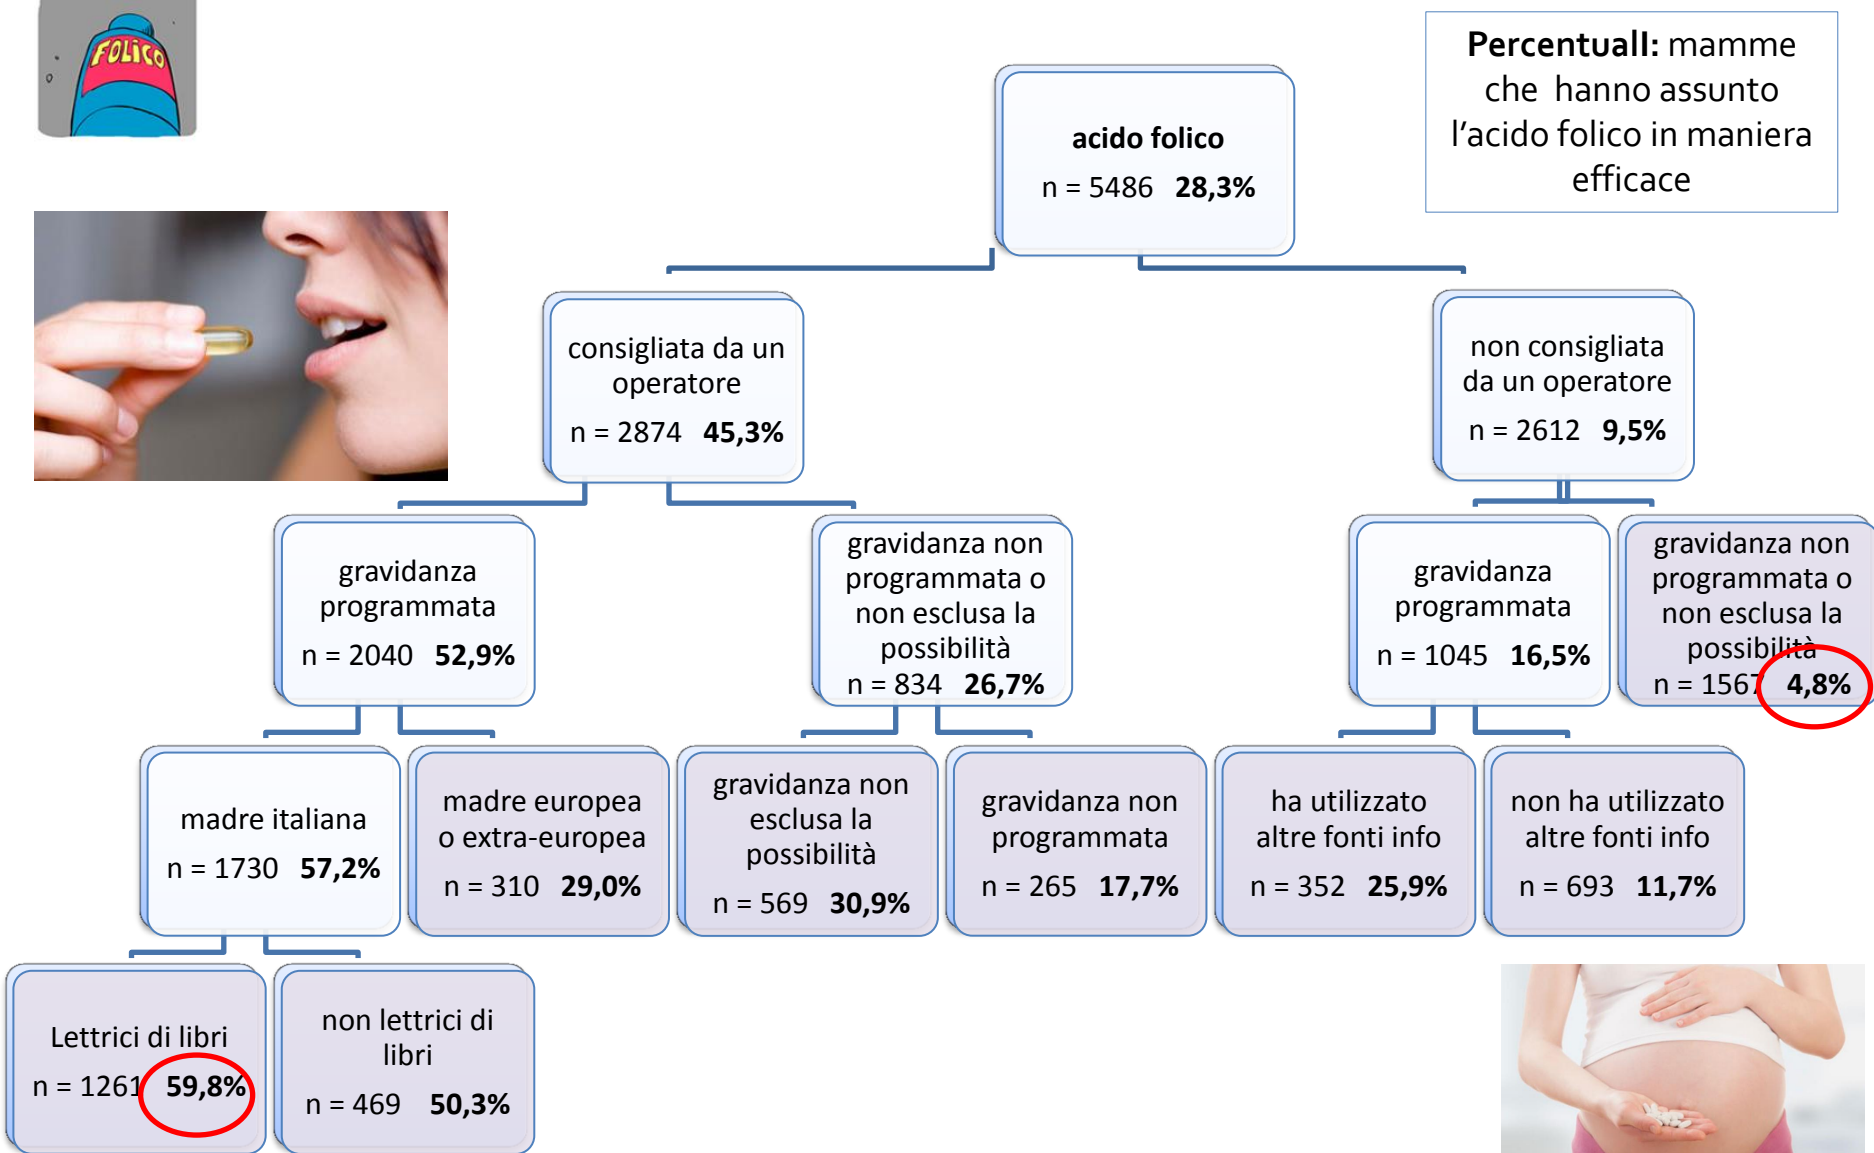 FOLICO
PercentualI: mamme
che hanno assunto
l'acido folico in maniera
efficace
acido folico
n = 5486 28,3%
consigliata da un
operatore
n = 2874 45,3%
non consigliata
da un operatore
n = 2612 9,5%
gravidanza
programmata
n = 2040 52,9%
gravidanza non
programmata o
non esclusa la
possibilità
n = 834 26,7%
gravidanza
programmata
n = 1045 16,5%
gravidanza non
programmata o
non esclusa la
possibilità
n = 1567 4,8%
madre italiana
n = 1730 57,2%
madre europea
o extra-europea
n = 310 29,0%
gravidanza non
esclusa la
possibilità
n = 569 30,9%
gravidanza non
programmata
n = 265 17,7%
ha utilizzato
altre fonti info
n = 352 25,9%
non ha utilizzato
altre fonti info
n = 693 11,7%
Lettrici di libri
n = 1261 59,8%
non lettrici di
libri
n = 469 50,3%